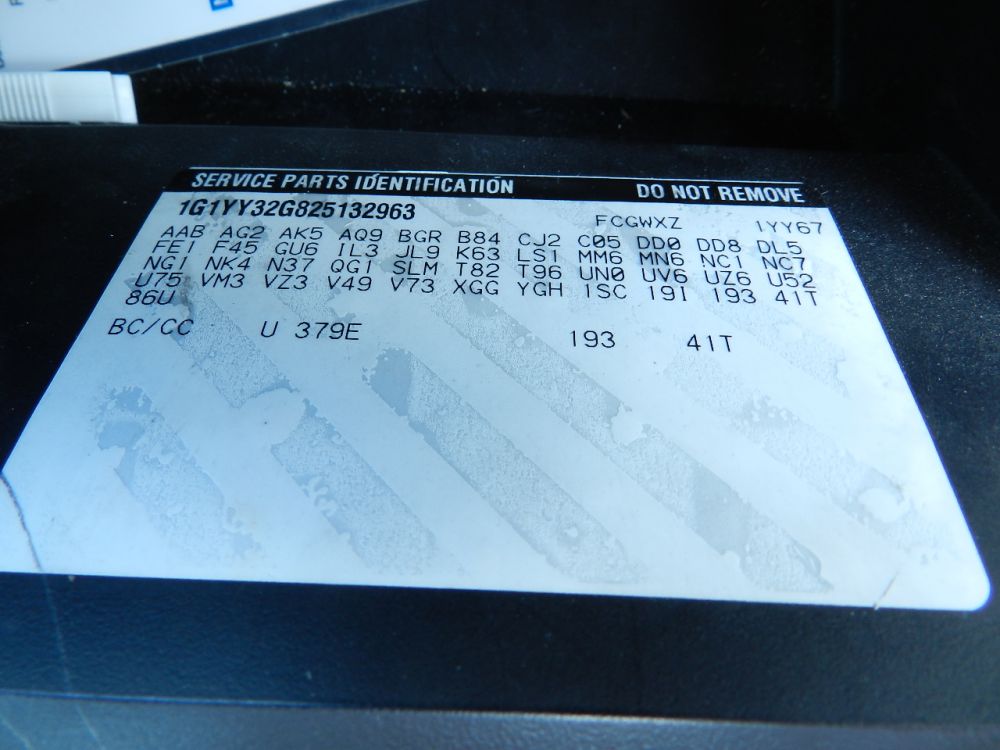 SERVICE PARTS IDENTIFICATION DO NOT REMOVE
1G1YY32G825132963 FCGWXZ 1YY67
AAB AG2 AK5 AQ9 BGR B84 CJ2 C05 DD0 DD8 DL5
FE1 F45 GU6 IL3 JL9 K63 LS1 MM6 MN6 NC1 NC7
NG1 NK4 N37 QG1 SLM T82 T96 UN0 UV6 UZ6 U52
U75 VM3 VZ3 V49 V73 XGG YGH 1SC 19I 193 41T
86U
BC/CC U 379E 193 41T